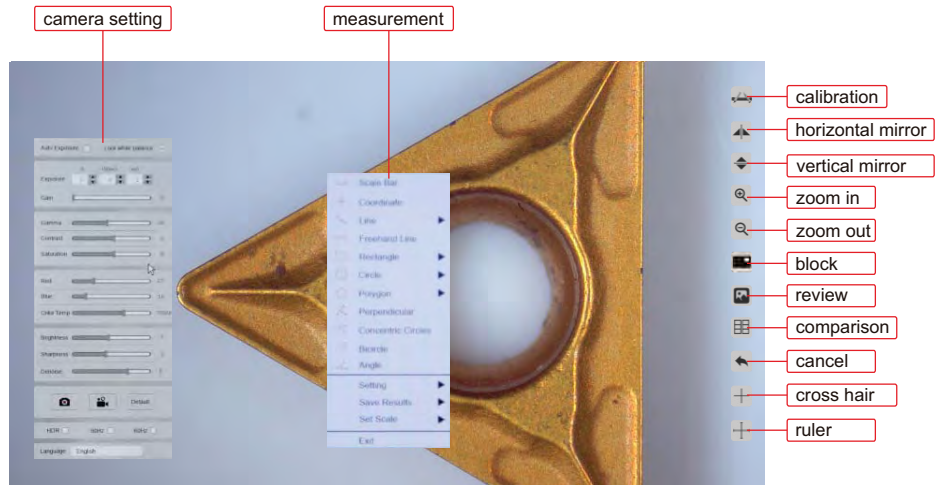 camera setting
measurement
calibration
horizontal mirror
vertical mirror
zoom in
zoom out
block
review
comparison
cancel
cross hair
ruler
Auto Exposure
Lock white balance
Exposure
Gain
Gamma
Contrast
Saturation
Red
Blue
Color Temp
Brightness
Sharpness
Denoise
Default
HDR
50Hz
60Hz
Language
English
Scale Bar
Coordinate
Line
Freehand Line
Rectangle
Circle
Polygon
Perpendicular
Concentric Circles
Bicircle
Angle
Setting
Save Results
Set Scale
Exit